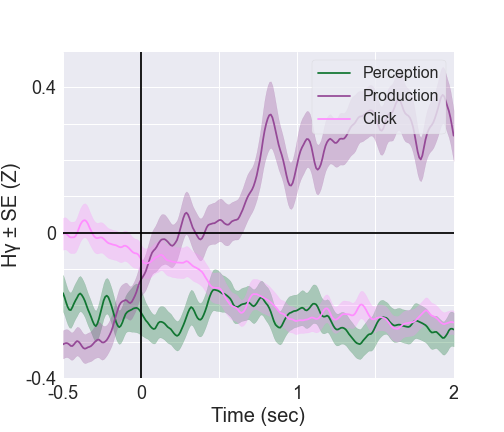 Perception
Production
Click
0.4
0
-0.4
Hγ ± SE (Z)
-0.5 0 1 2
Time (sec)